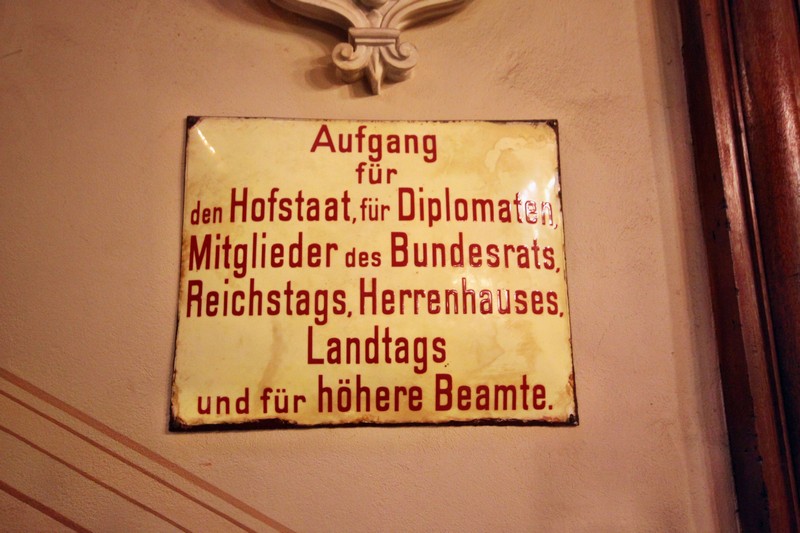 Aufgang
für
den Hofstaat, für Diplomaten,
Mitglieder des Bundesrats,
Reichstags, Herrenhauses,
Landtags
und für höhere Beamte.